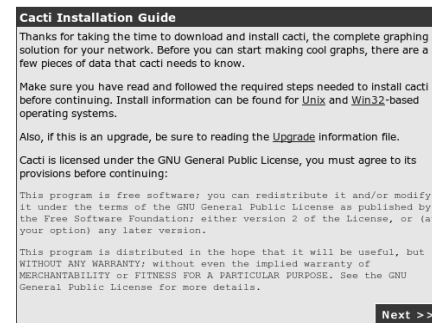 Cacti Installation Guide
Thanks for taking the time to download and install cacti, the complete graphing
solution for your network. Before you can start making cool graphs, there are a
few pieces of data that cacti needs to know.
Make sure you have read and followed the required steps needed to install cacti
before continuing. Install information can be found for Unix and Win32-based
operating systems.
Also, if this is an upgrade, be sure to reading the Upgrade information file.
Cacti is licensed under the GNU General Public License, you must agree to its
provisions before continuing:
This program is free software; you can redistribute it and/or modify
it under the terms of the GNU General Public License as published by
the Free Software Foundation; either version 2 of the License, or (a
your option) any later version.
This program is distributed in the hope that it will be useful, but
WITHOUT ANY WARRANTY; without even the implied warranty of
MERCHANTABILITY or FITNESS FOR A PARTICULAR PURPOSE. See the GNU
General Public License for more details.
Next >>